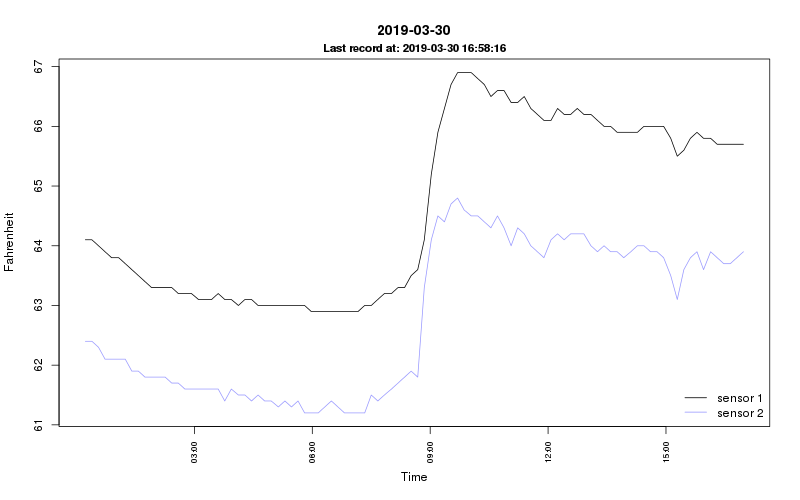 2019-03-30
Last record at: 2019-03-30 16:58:16
67
66
65
64
63
62
61
Fahrenheit
03:00
06:00
09:00
12:00
15:00
Time
sensor 1
sensor 2